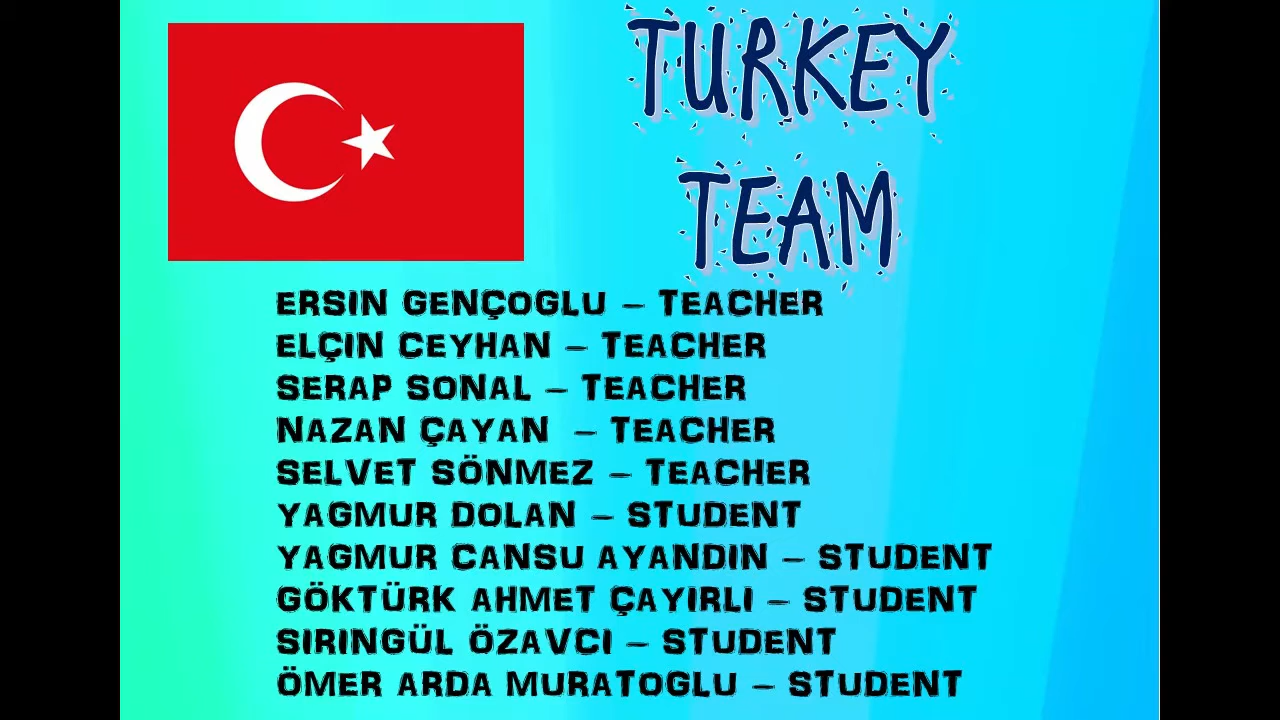 TURKEY
TEAM
ERSIN GENÇOGLU – TEACHER
ELÇIN CEYHAN – TEACHER
SERAP SONAL – TEACHER
NAZAN ÇAYAN – TEACHER
SELVET SÖNMEZ – TEACHER
YAGMUR DOLAN – STUDENT
YAGMUR CANSU AYANDIN – STUDENT
GÖKTÜRK AHMET ÇAYIRLI – STUDENT
SIRINGÜL ÖZAVCI – STUDENT
ÖMER ARDA MURATOGLU – STUDENT